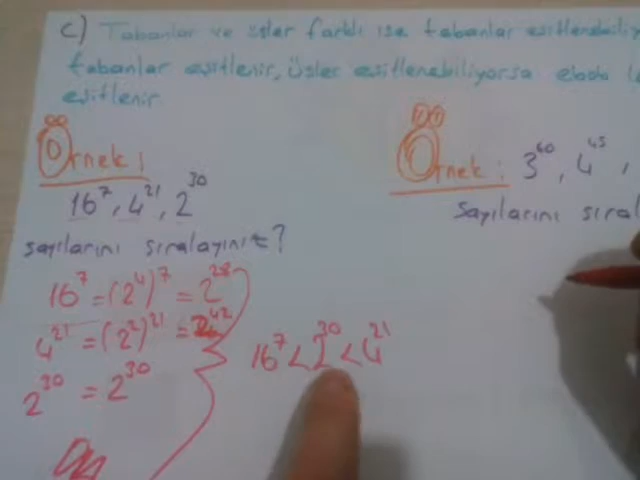 c) Tabanlar ve üsler farklı ise tabanlar
tabanlar eşitlenir, üsler eşitlenebiliyorsa ebob
eşitlenir
Örnek:
16⁷, 4²¹, 2³⁰
sayılarını sıralayınız?
16⁷ = (2⁴)⁷ = 2²⁸
4²¹ = (2²)²¹ = 2⁴²
2³⁰ = 2³⁰
16⁷ < 2³⁰ < 4²¹
Örnek: 3⁶⁰, 4⁴⁵,
sayılarını